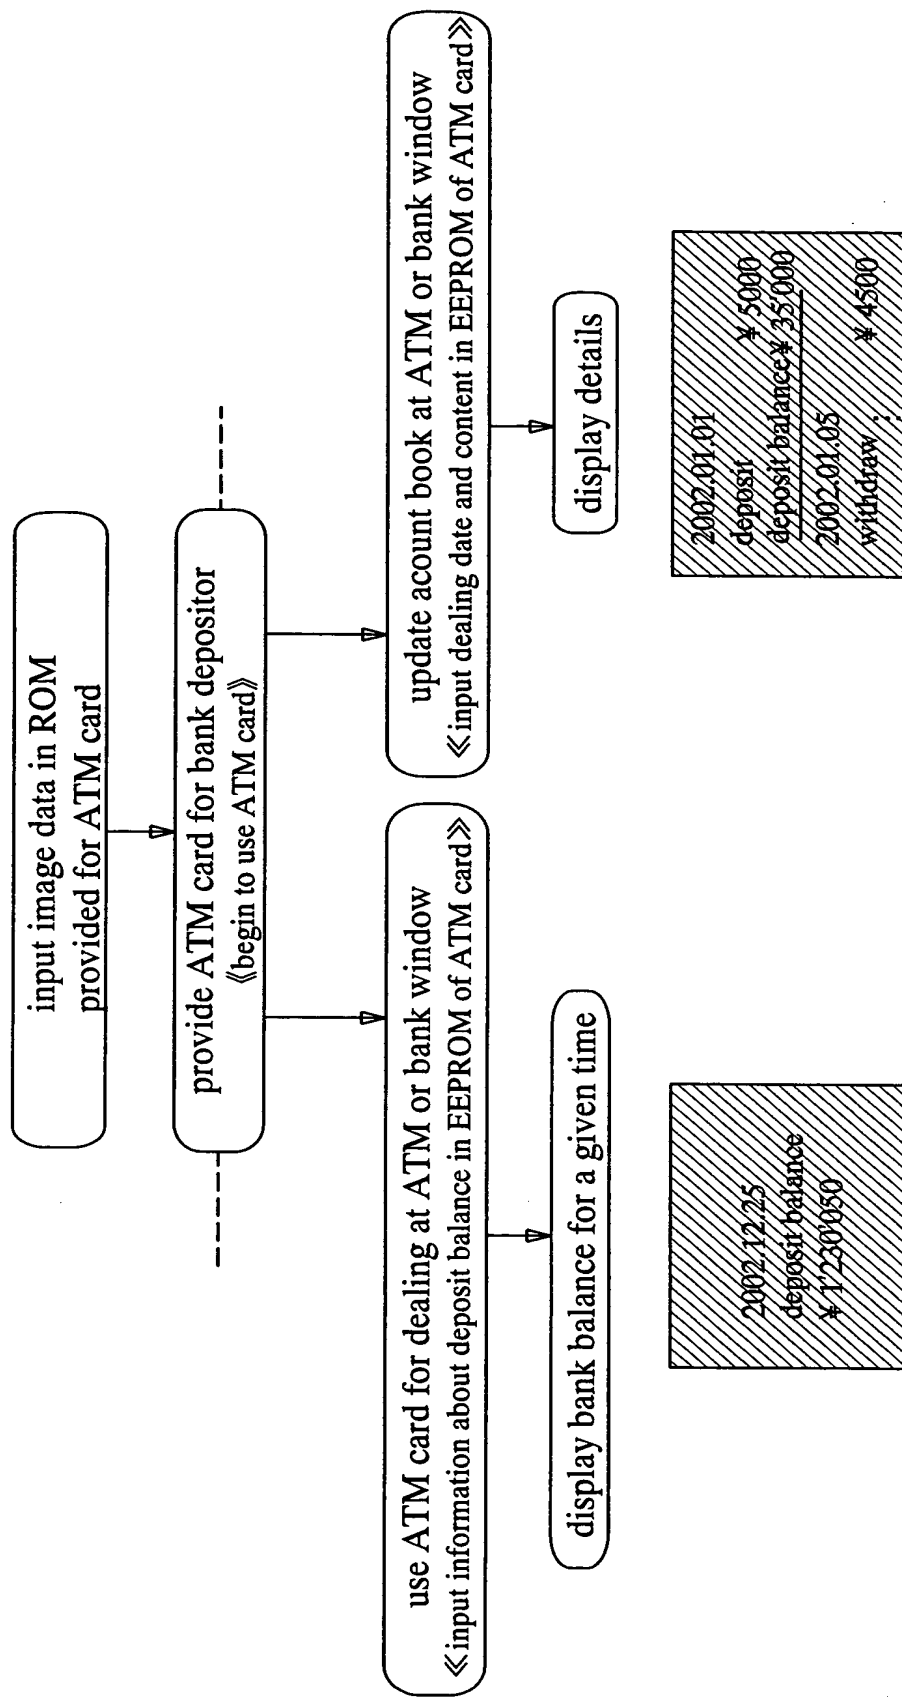 input image data in ROM
provided for ATM card
provide ATM card for bank depositor
《begin to use ATM card》
use ATM card for dealing at ATM or bank window
《input information about deposit balance in EEPROM of ATM card》
display bank balance for a given time
2002.12.25
deposit balance
¥ 1'230'050
update acount book at ATM or bank window
《input dealing date and content in EEPROM of ATM card》
display details
2002.01.01
deposit ¥ 5000
deposit balance ¥ 35'000
2002.01.05
withdraw ⋮ ¥ 4500